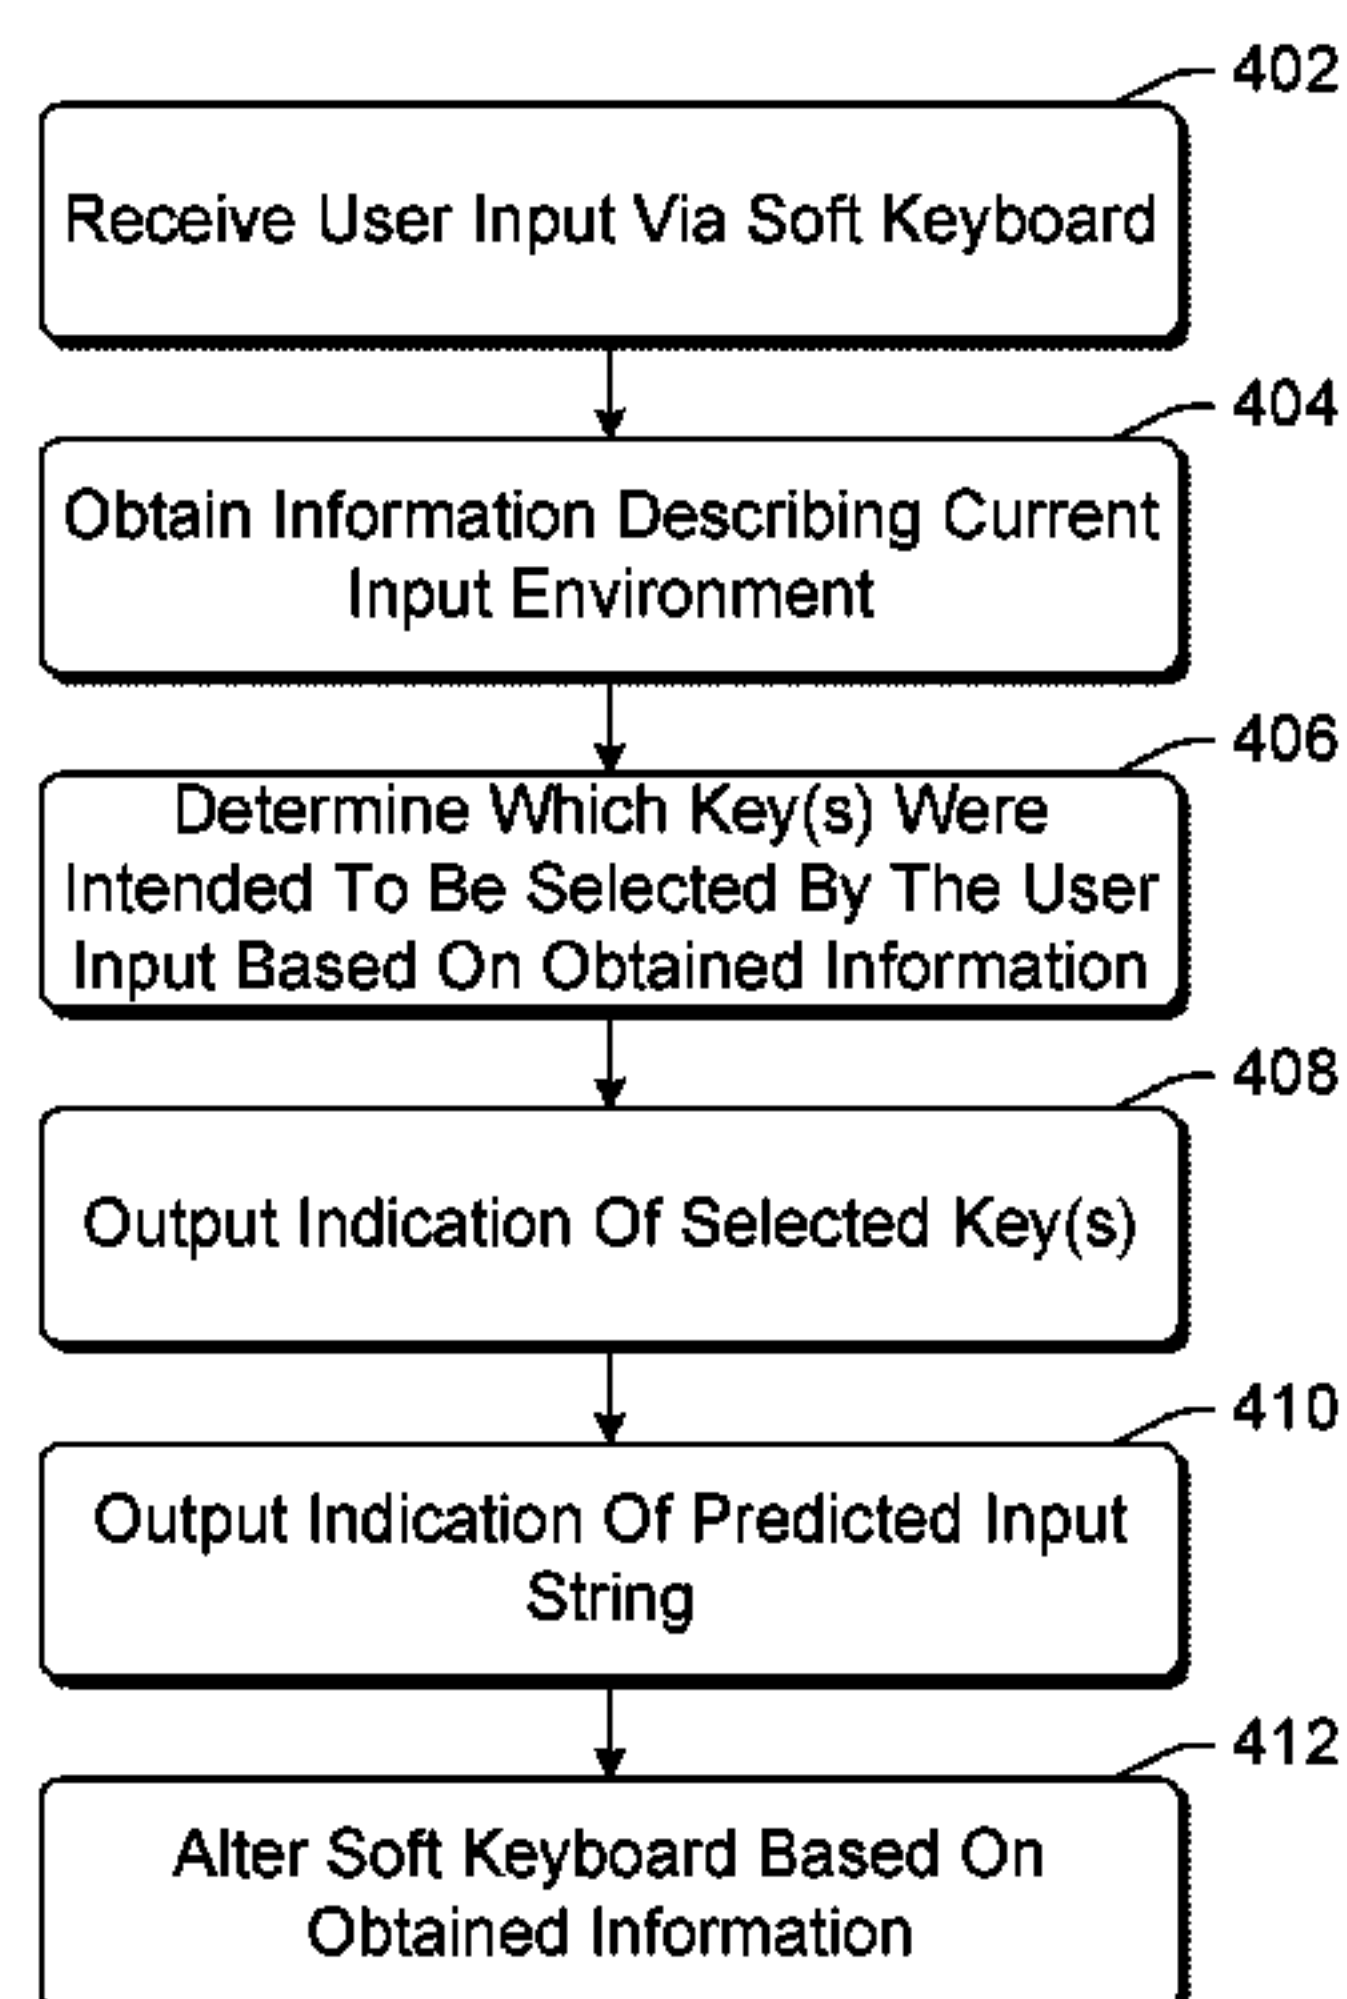 402
Receive User Input Via Soft Keyboard
404
Obtain Information Describing Current
Input Environment
406
Determine Which Key(s) Were
Intended To Be Selected By The User
Input Based On Obtained Information
408
Output Indication Of Selected Key(s)
410
Output Indication Of Predicted Input
String
412
Alter Soft Keyboard Based On
Obtained Information